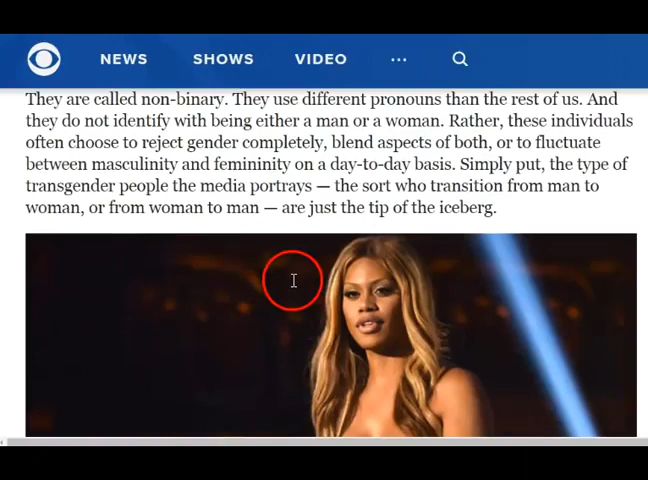 NEWS SHOWS VIDEO ...
They are called non-binary. They use different pronouns than the rest of us. And
they do not identify with being either a man or a woman. Rather, these individuals
often choose to reject gender completely, blend aspects of both, or to fluctuate
between masculinity and femininity on a day-to-day basis. Simply put, the type of
transgender people the media portrays — the sort who transition from man to
woman, or from woman to man — are just the tip of the iceberg.